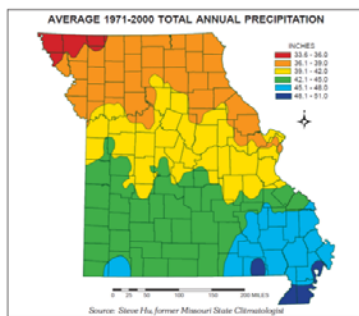 AVERAGE 1971-2000 TOTAL ANNUAL PRECIPITATION
INCHES
33.6 - 36.0
36.1 - 39.0
39.1 - 42.0
42.1 - 45.0
45.1 - 48.0
48.1 - 51.0
0 25 50 100 150 200 MILES
Source: Steve Hu, former Missouri State Climatologist